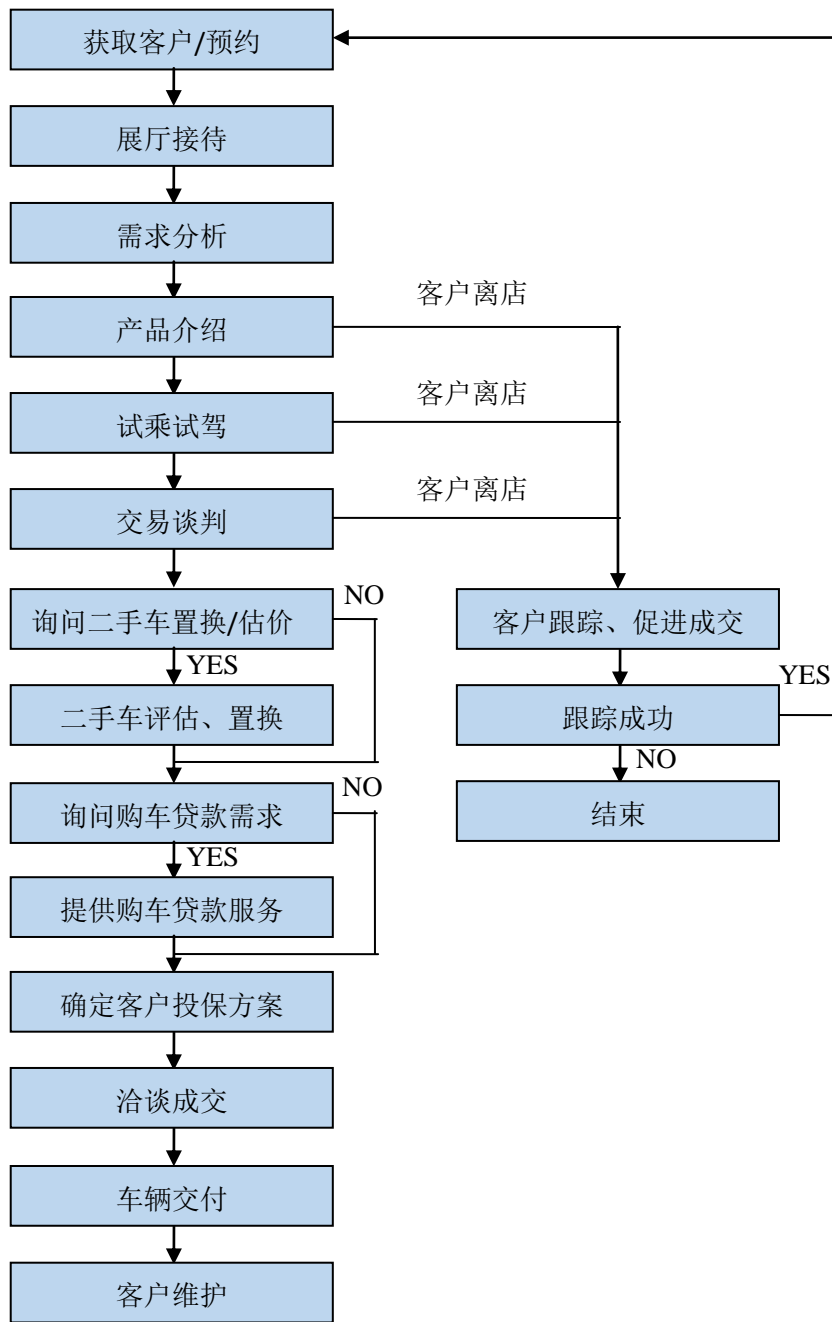 获取客户/预约
展厅接待
需求分析
客户离店
产品介绍
客户离店
试乘试驾
客户离店
交易谈判
NO
询问二手车置换/估价
客户跟踪、促进成交
YES
YES
二手车评估、置换
跟踪成功
NO
NO
询问购车贷款需求
结束
YES
提供购车贷款服务
确定客户投保方案
洽谈成交
车辆交付
客户维护